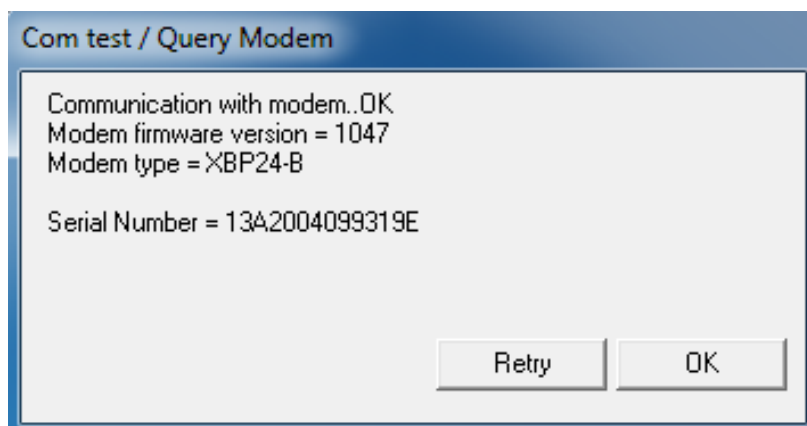 Com test / Query Modem
Communication with modem..OK
Modem firmware version = 1047
Modem type = XBP24-B
Serial Number = 13A2004099319E
Retry
OK